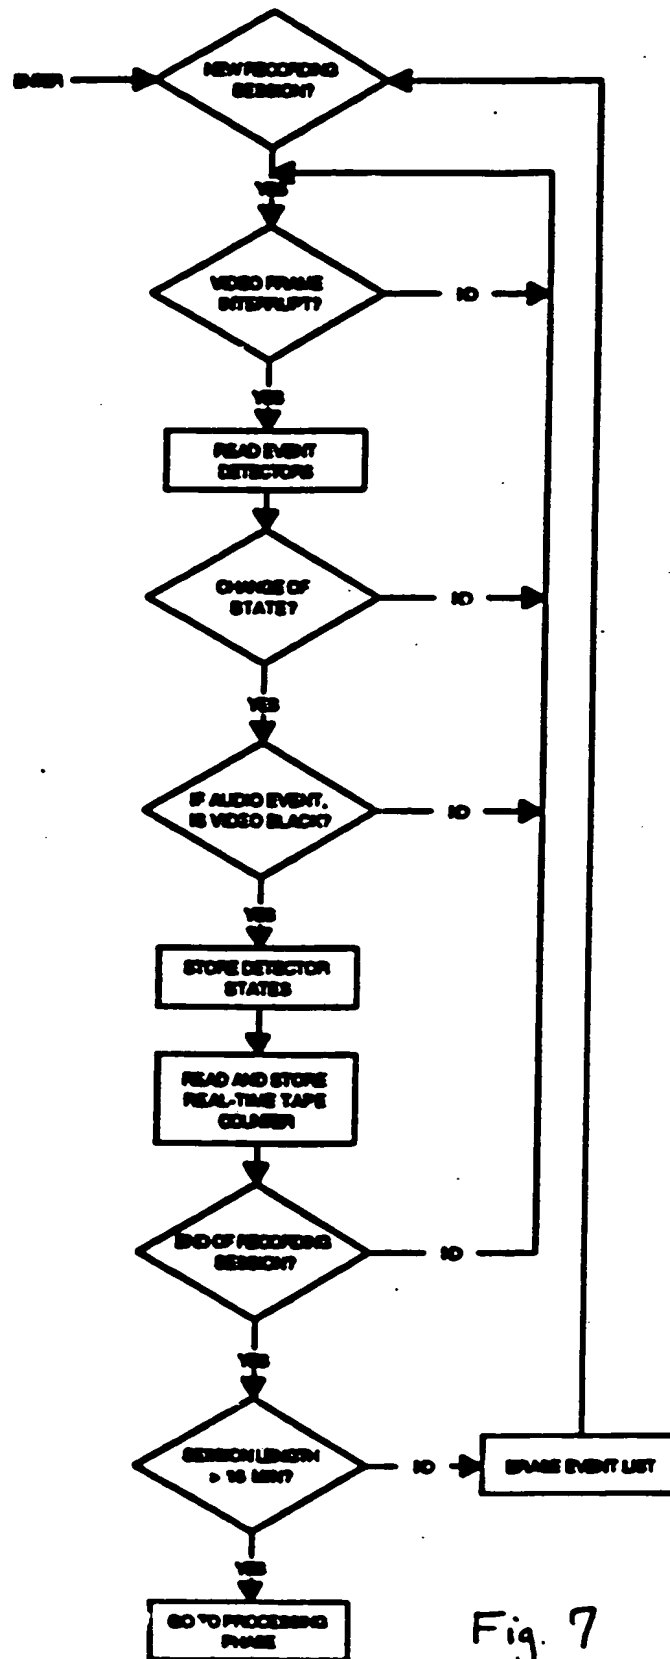 ENTER
NEW RECORDING
SESSION?
YES
VIDEO FRAME
INTERRUPT?
NO
YES
READ EVENT
DETECTORS
CHANGE OF
STATE?
NO
YES
IF AUDIO EVENT,
IS VIDEO BLACK?
NO
YES
STORE DETECTOR
STATES
READ AND STORE
REAL-TIME TAPE
COUNTER
END OF RECORDING
SESSION?
NO
YES
SESSION LENGTH
> 15 MIN?
NO
ERASE EVENT LIST
YES
GO TO PROCESSING
PHASE
Fig. 7